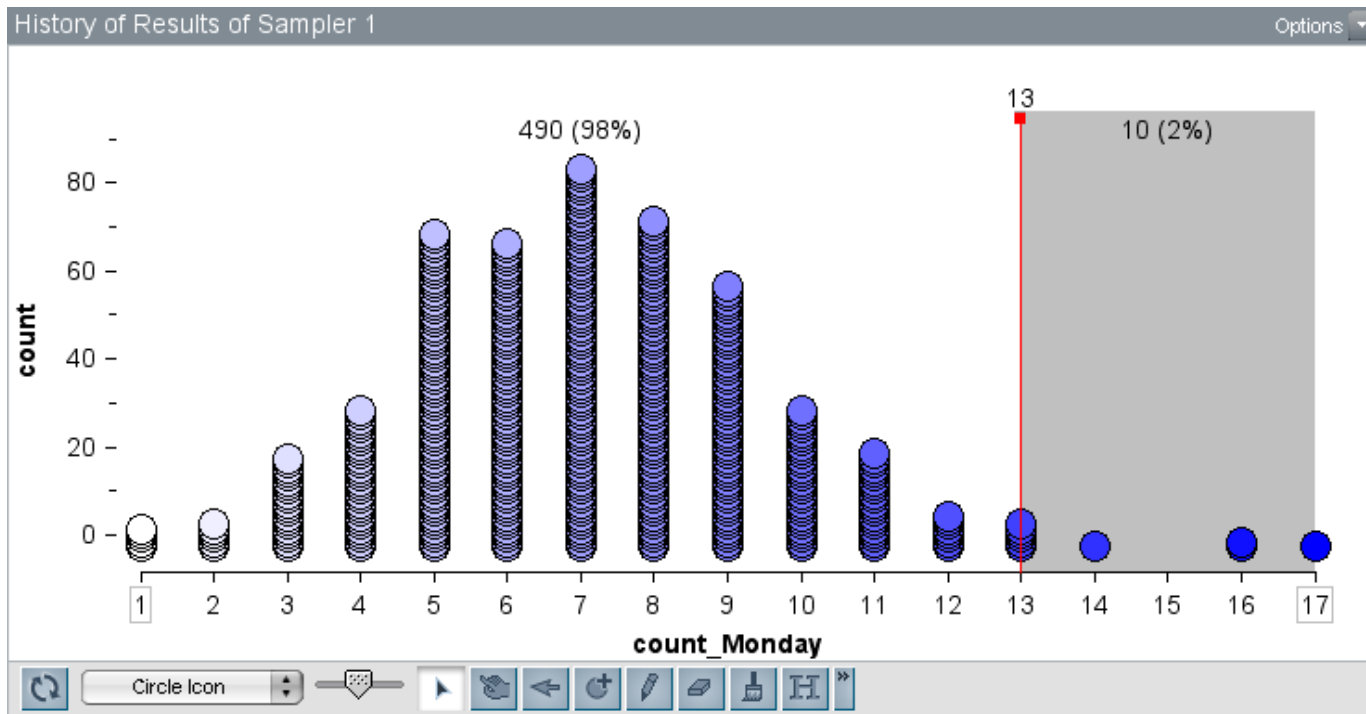 History of Results of Sampler 1
Options
13
490 (98%)
10 (2%)
80
60
40
20
0
count
1 2 3 4 5 6 7 8 9 10 11 12 13 14 15 16 17
count_Monday
Circle Icon
H
»